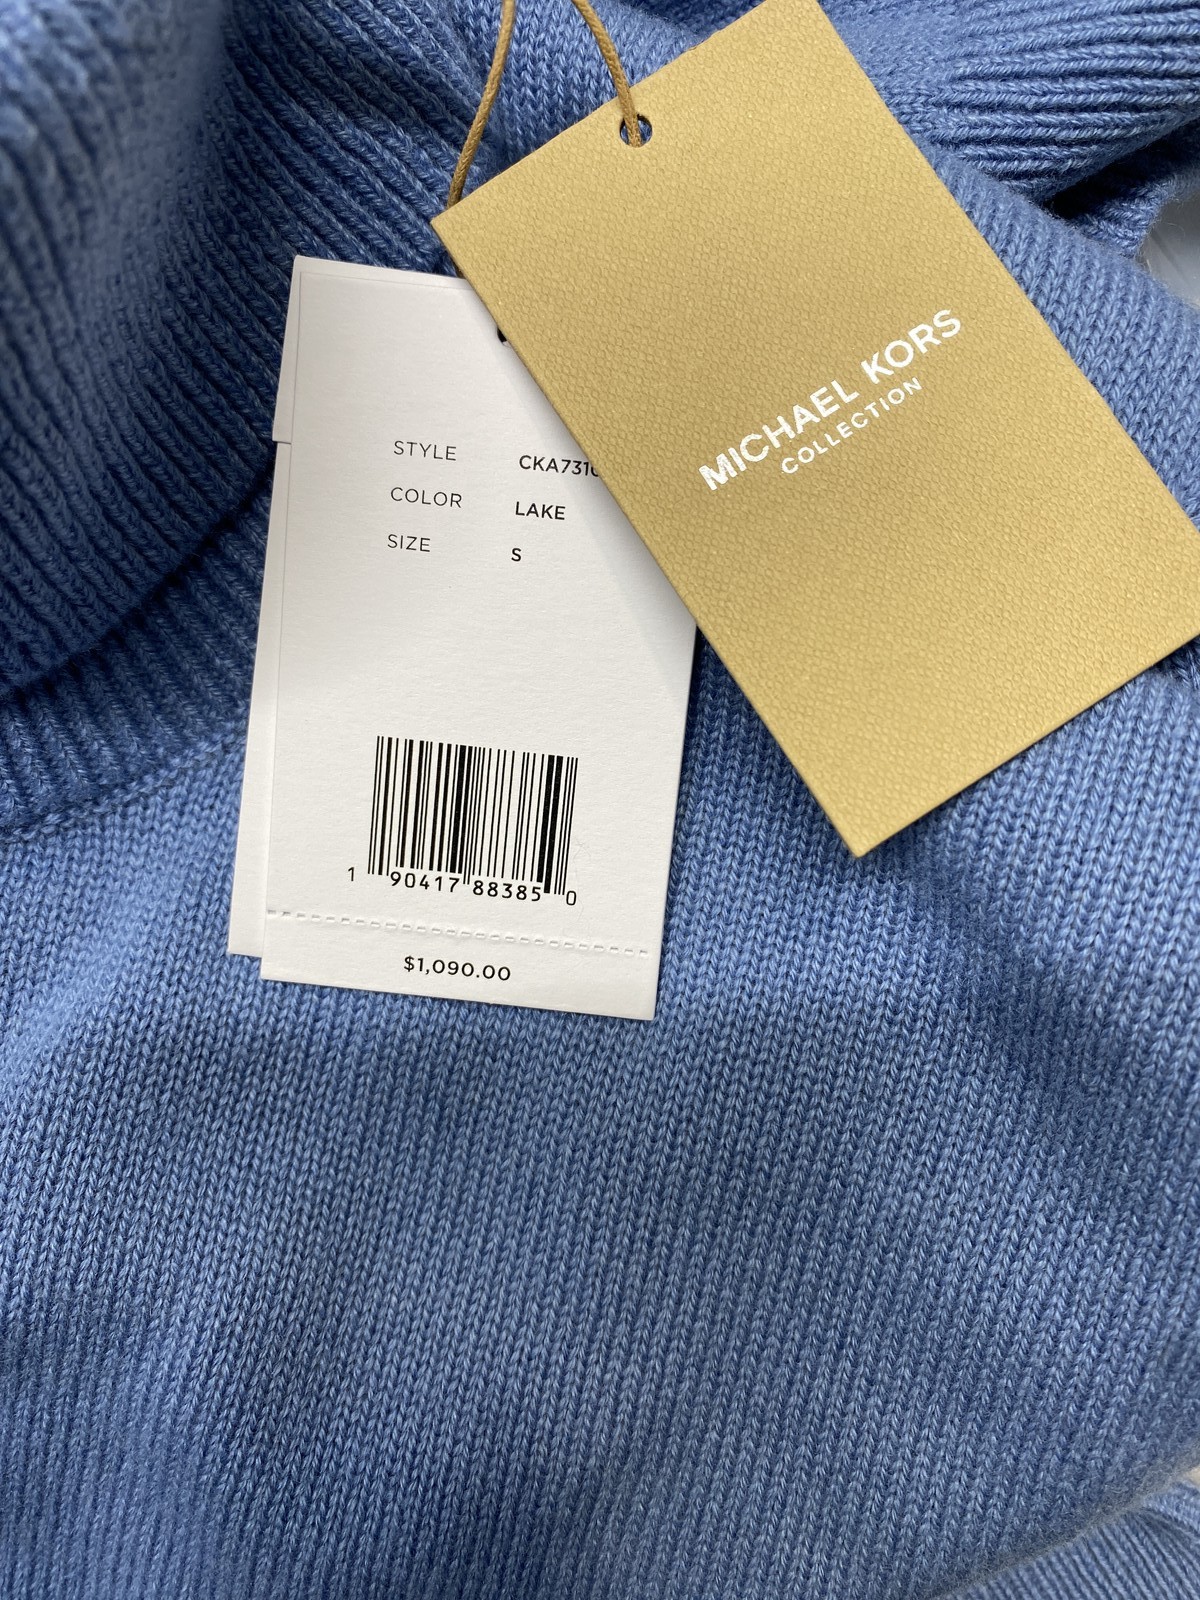 MICHAEL KORS
COLLECTION
STYLE CKA731
COLOR LAKE
SIZE S
1 90417 88385 0
$1,090.00